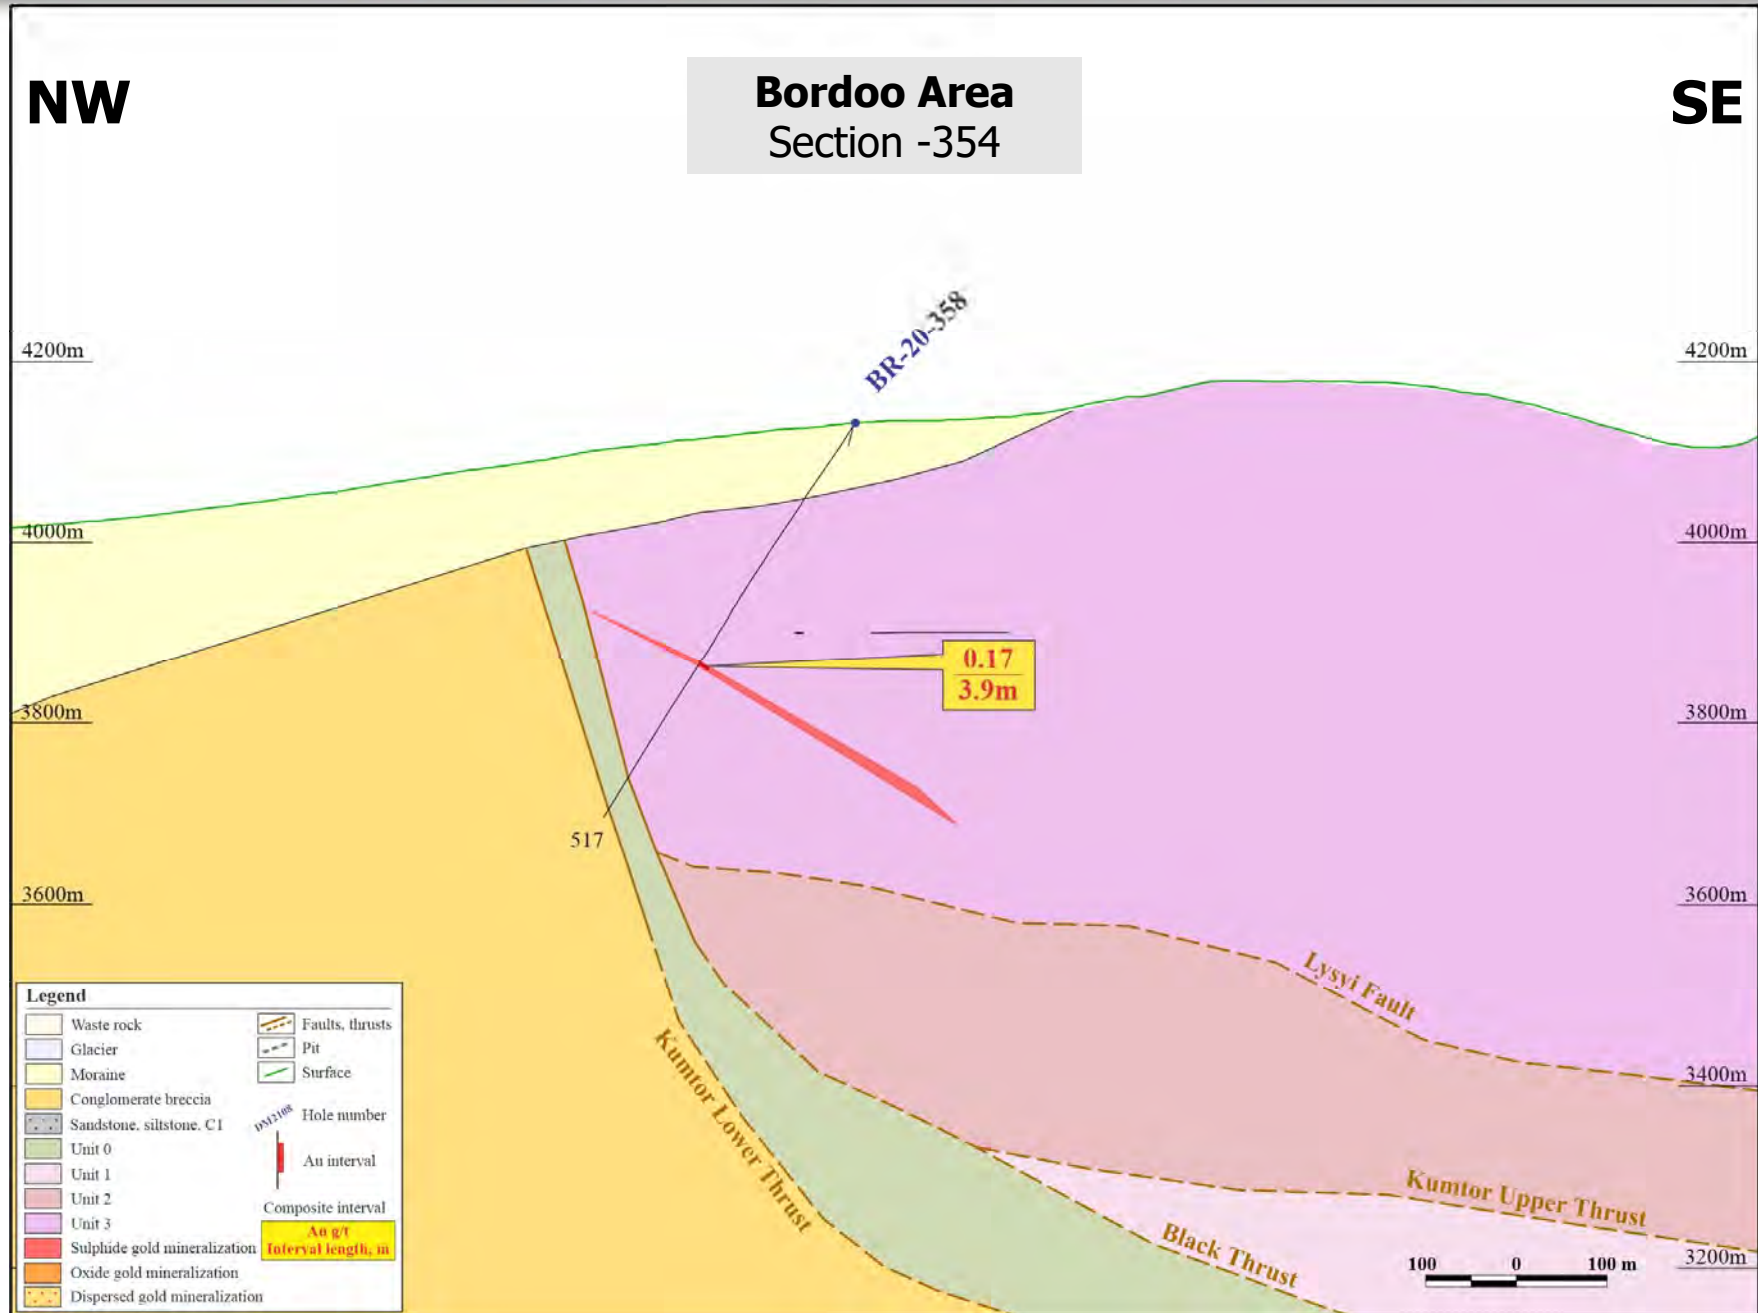 NW
Bordoo Area
Section -354
SE
BR-20-358
4200m
4200m
4000m
4000m
0.17
3.9m
3800m
3800m
517
3600m
3600m
Lysyi Fault
3400m
Kumtor Lower Thrust
Kumtor Upper Thrust
Black Thrust
3200m
100 0 100 m
Legend
Waste rock
Glacier
Moraine
Conglomerate breccia
Sandstone, siltstone, C1
Unit 0
Unit 1
Unit 2
Unit 3
Sulphide gold mineralization
Oxide gold mineralization
Dispersed gold mineralization
Faults, thrusts
Pit
Surface
DM2108
Hole number
Au interval
Composite interval
Au g/t
Interval length, m